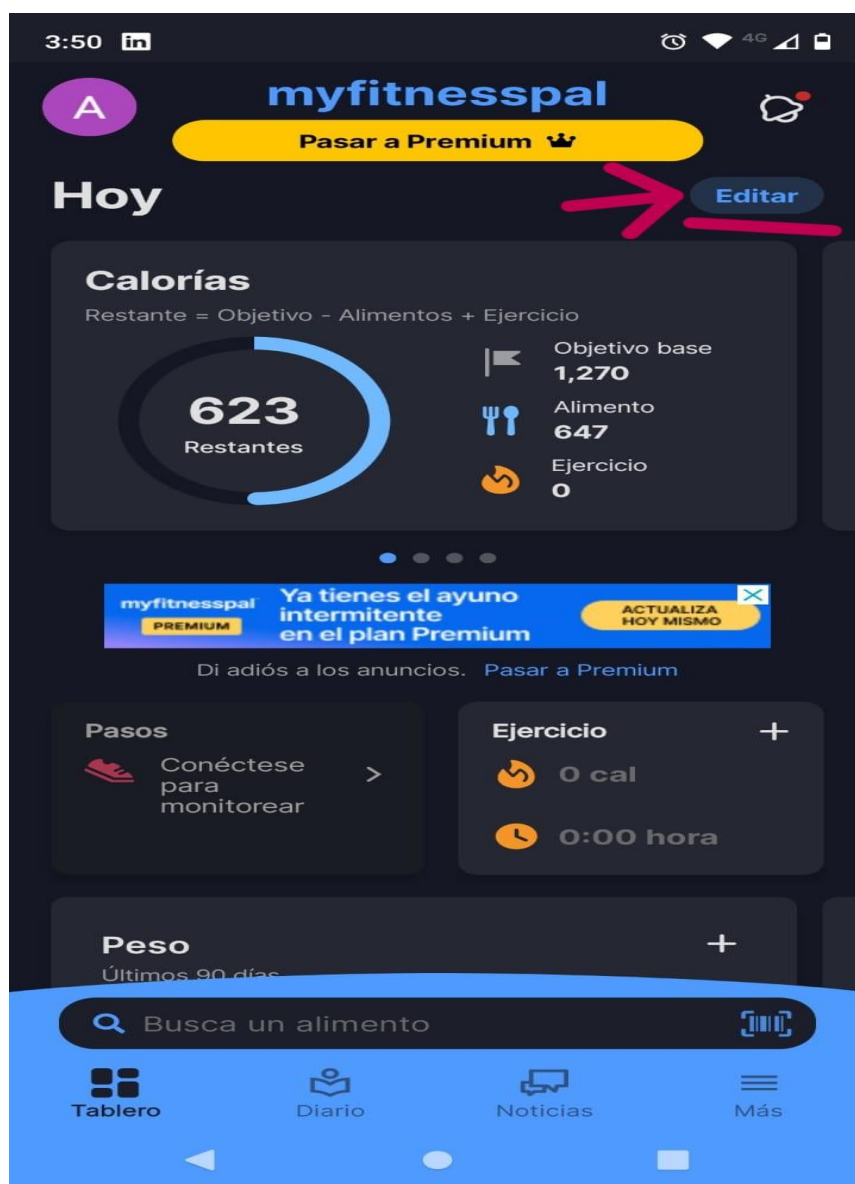 3:50 in 4G
A
myfitnesspal
Pasar a Premium
Hoy
Editar
Calorías
Restante = Objetivo - Alimentos + Ejercicio
623
Restantes
Objetivo base
1,270
Alimento
647
Ejercicio
0
myfitnesspal
PREMIUM
Ya tienes el ayuno
intermitente
en el plan Premium
ACTUALIZA
HOY MISMO
Di adiós a los anuncios. Pasar a Premium
Pasos
Conéctese
para
monitorear
Ejercicio
0 cal
0:00 hora
Peso
Últimos 90 días
Busca un alimento
Tablero
Diario
Noticias
Más